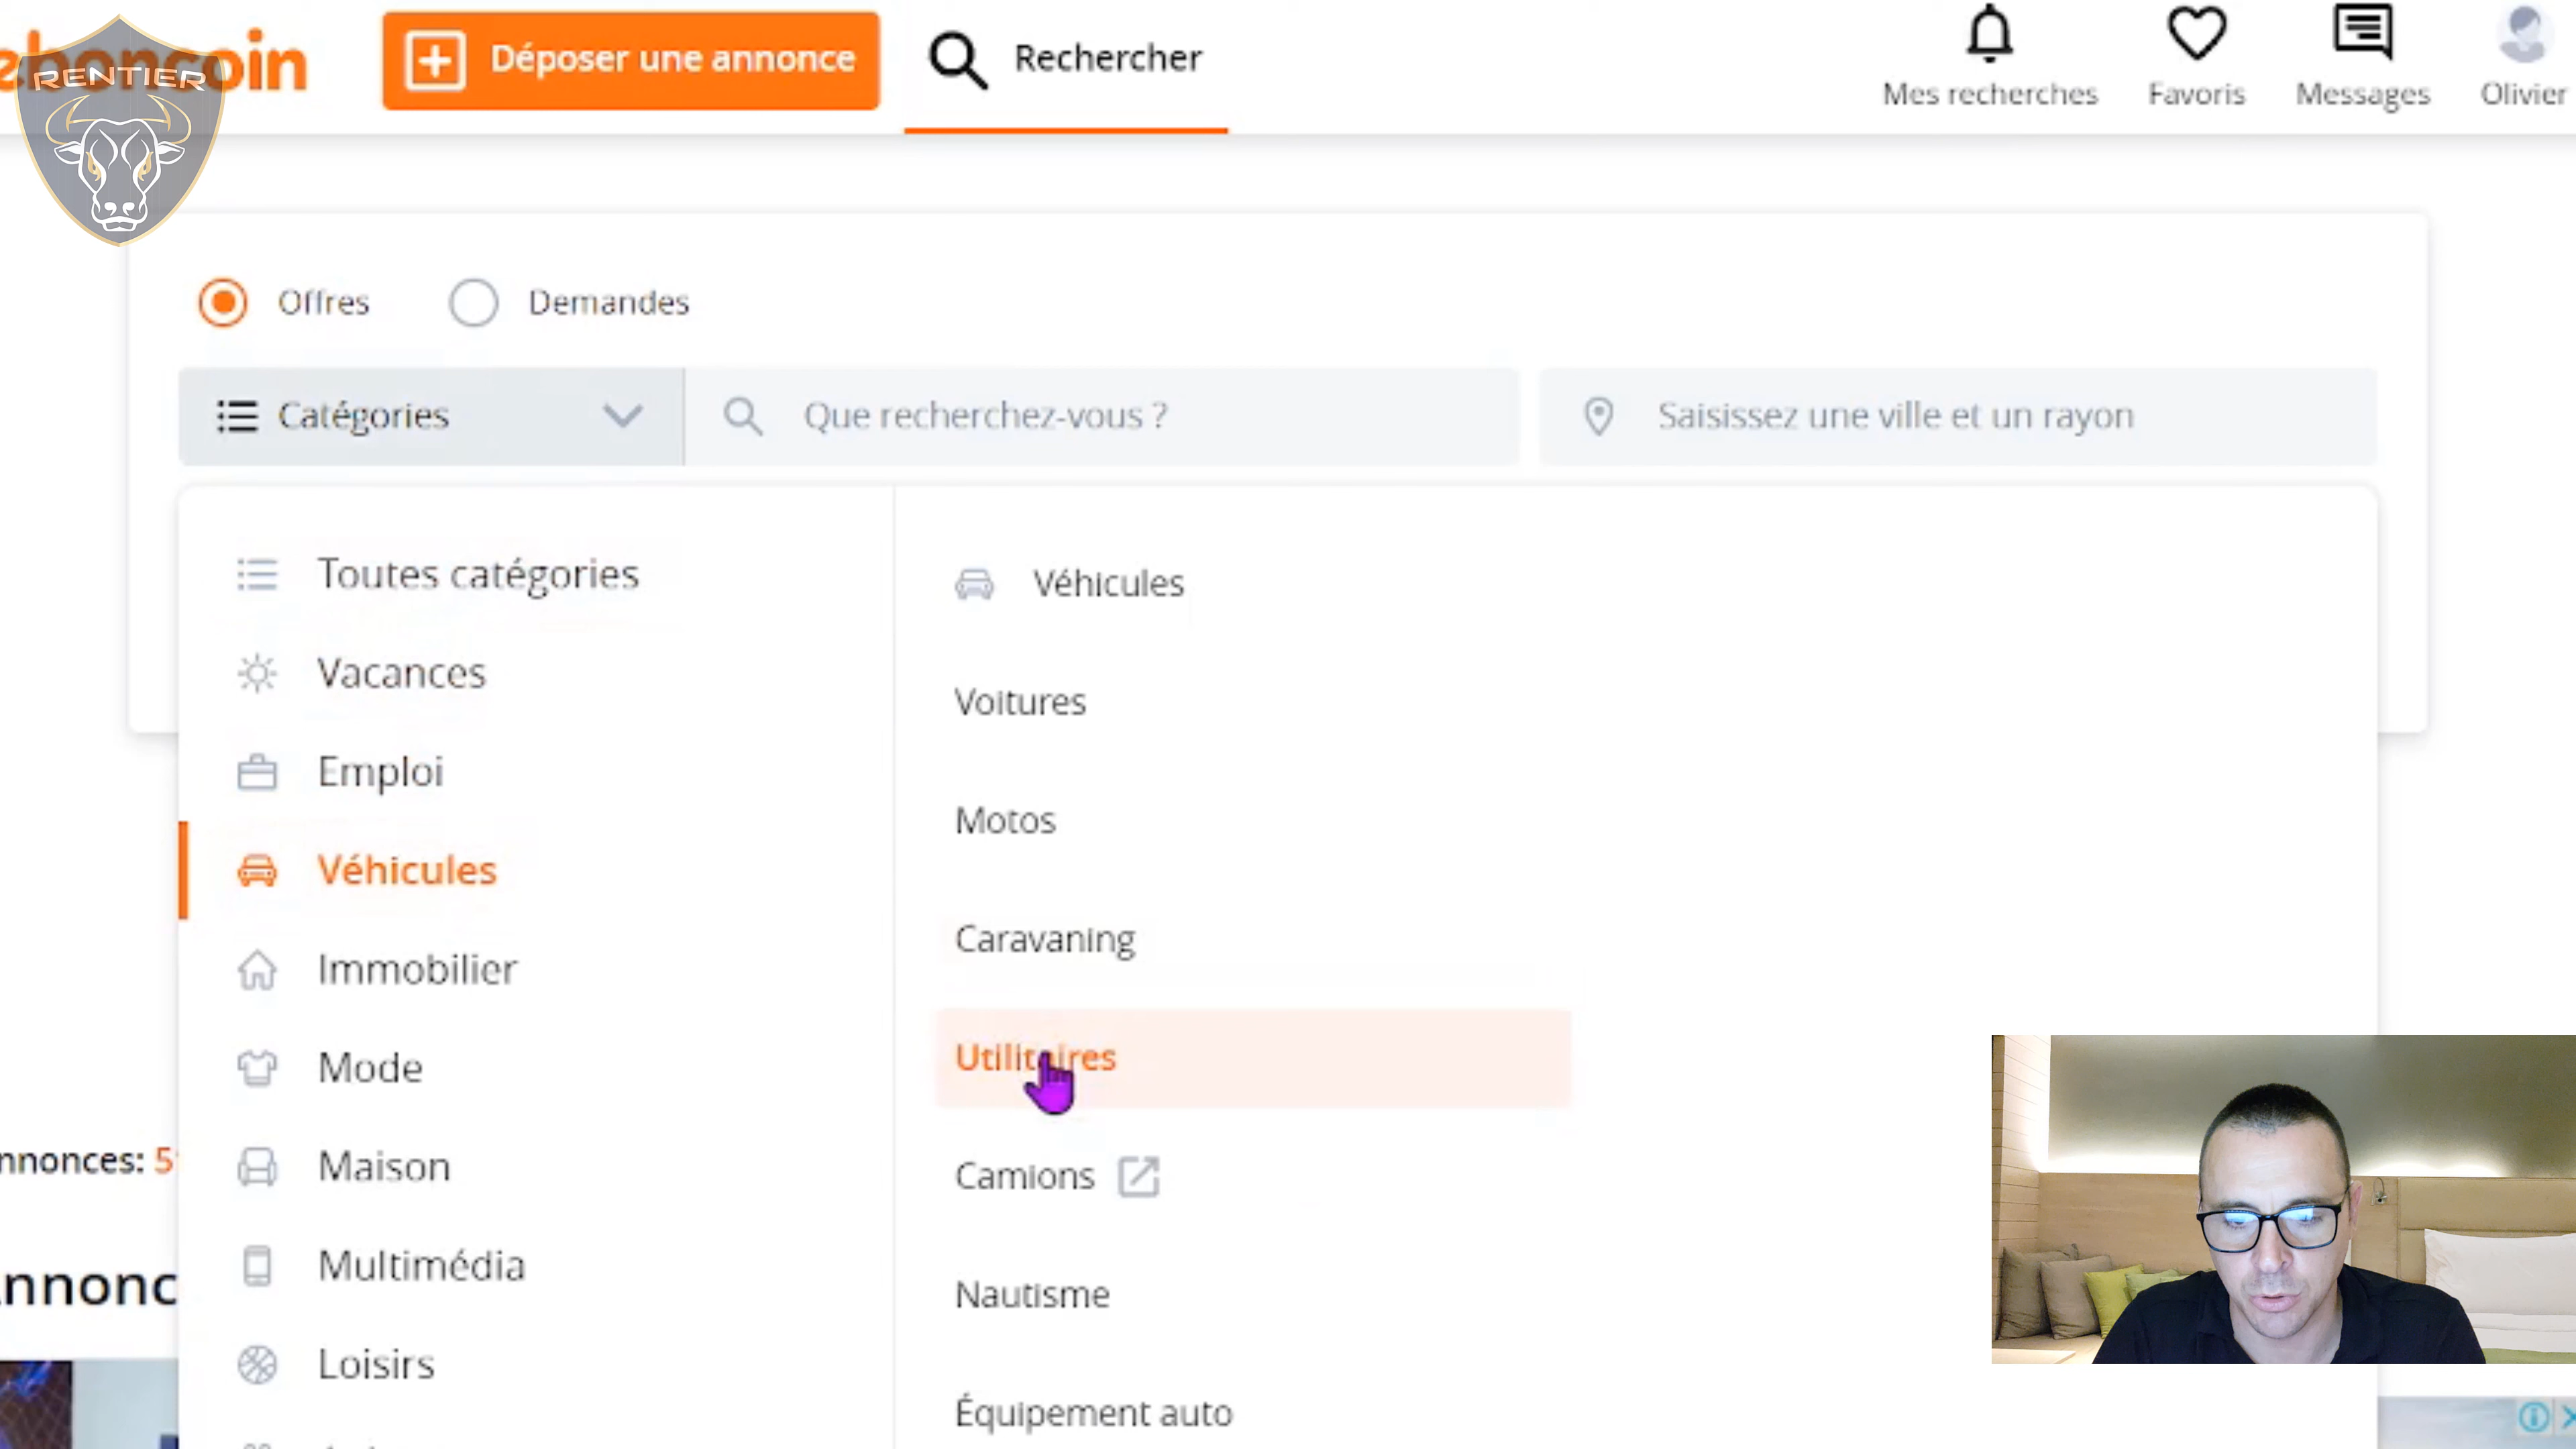 eboncoin
RENTIER
Déposer une annonce
Rechercher
Mes recherches
Favoris
Messages
Olivier
Offres
Demandes
Catégories
Que recherchez-vous ?
Saisissez une ville et un rayon
Toutes catégories
Vacances
Emploi
Véhicules
Immobilier
Mode
Maison
Multimédia
Loisirs
Véhicules
Voitures
Motos
Caravaning
Utilitaires
Camions
Nautisme
Équipement auto
nnonces: 5
nnonc